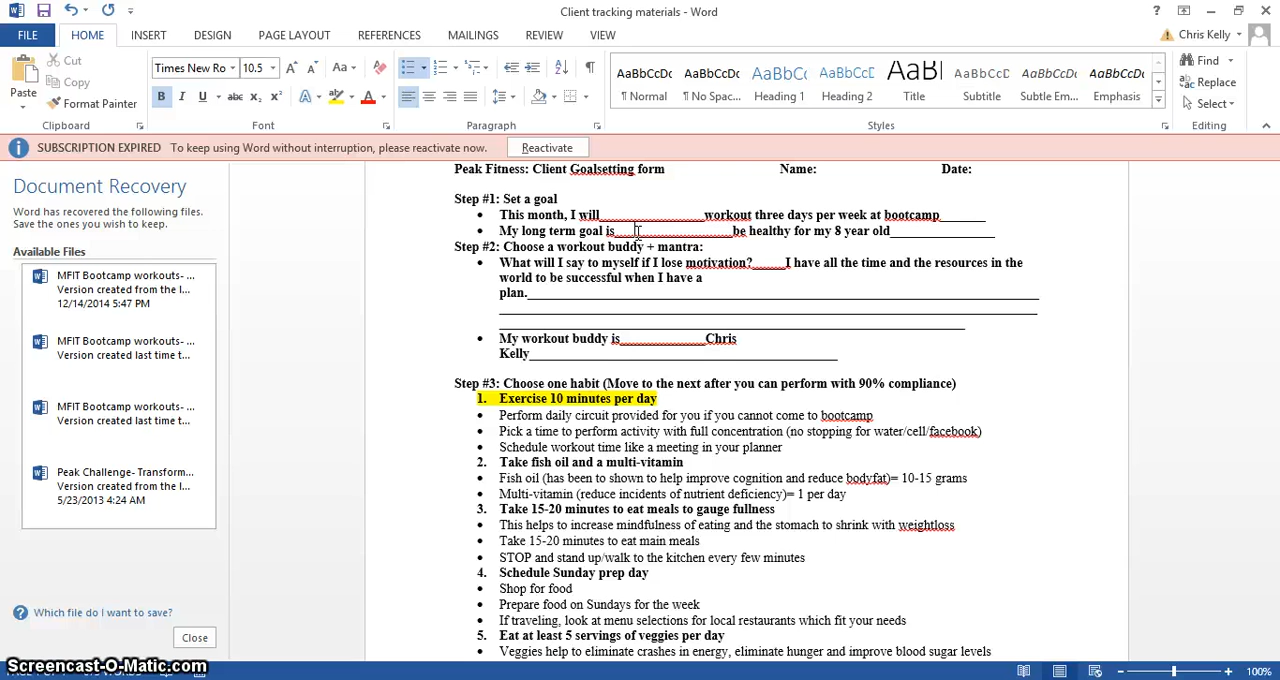 Client tracking materials - Word
FILE HOME INSERT DESIGN PAGE LAYOUT REFERENCES MAILINGS REVIEW VIEW Chris Kelly
Paste
Cut
Copy
Format Painter
Clipboard
Times New Ro 10.5
Font
Paragraph
AaBbCcDc AaBbCcDc AaBbCc AaBbCcDc AaBl AaBbCcDc AaBbCcDc AaBbCcDc
¶ Normal ¶ No Spac... Heading 1 Heading 2 Title Subtitle Subtle Em... Emphasis
Styles
Find
Replace
Select
Editing
SUBSCRIPTION EXPIRED To keep using Word without interruption, please reactivate now. Reactivate
Document Recovery
Word has recovered the following files.
Save the ones you wish to keep.
Available Files
MFIT Bootcamp workouts-...
Version created from the l...
12/14/2014 5:47 PM
MFIT Bootcamp workouts-...
Version created last time t...
MFIT Bootcamp workouts-...
Version created last time t...
Peak Challenge- Transform...
Version created from the l...
5/23/2013 4:24 AM
Which file do I want to save?
Close
Peak Fitness: Client Goalsetting form Name: Date:
Step #1: Set a goal
• This month, I will_______________workout three days per week at bootcamp______
• My long term goal is_______________be healthy for my 8 year old_______________
Step #2: Choose a workout buddy + mantra:
• What will I say to myself if I lose motivation?_____I have all the time and the resources in the
world to be successful when I have a
plan.______________________________
• My workout buddy is____________Chris
Kelly______________________________
Step #3: Choose one habit (Move to the next after you can perform with 90% compliance)
1. Exercise 10 minutes per day
• Perform daily circuit provided for you if you cannot come to bootcamp
• Pick a time to perform activity with full concentration (no stopping for water/cell/facebook)
• Schedule workout time like a meeting in your planner
2. Take fish oil and a multi-vitamin
• Fish oil (has been to shown to help improve cognition and reduce bodyfat)= 10-15 grams
• Multi-vitamin (reduce incidents of nutrient deficiency)= 1 per day
3. Take 15-20 minutes to eat meals to gauge fullness
• This helps to increase mindfulness of eating and the stomach to shrink with weightloss
• Take 15-20 minutes to eat main meals
• STOP and stand up/walk to the kitchen every few minutes
4. Schedule Sunday prep day
• Shop for food
• Prepare food on Sundays for the week
• If traveling, look at menu selections for local restaurants which fit your needs
5. Eat at least 5 servings of veggies per day
• Veggies help to eliminate crashes in energy, eliminate hunger and improve blood sugar levels
Screencast-O-Matic.com
100%